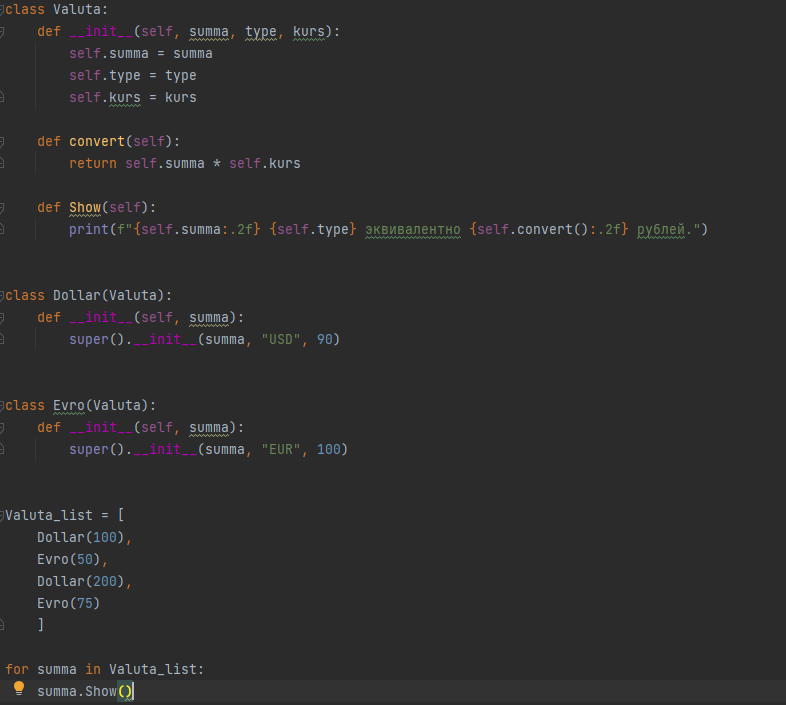 class Valuta:
    def __init__(self, summa, type, kurs):
        self.summa = summa
        self.type = type
        self.kurs = kurs
    def convert(self):
        return self.summa * self.kurs
    def Show(self):
        print(f"{self.summa:.2f} {self.type} эквивалентно {self.convert():.2f} рублей.")
class Dollar(Valuta):
    def __init__(self, summa):
        super().__init__(summa, "USD", 90)
class Evro(Valuta):
    def __init__(self, summa):
        super().__init__(summa, "EUR", 100)
Valuta_list = [
    Dollar(100),
    Evro(50),
    Dollar(200),
    Evro(75)
    ]
for summa in Valuta_list:
    summa.Show()